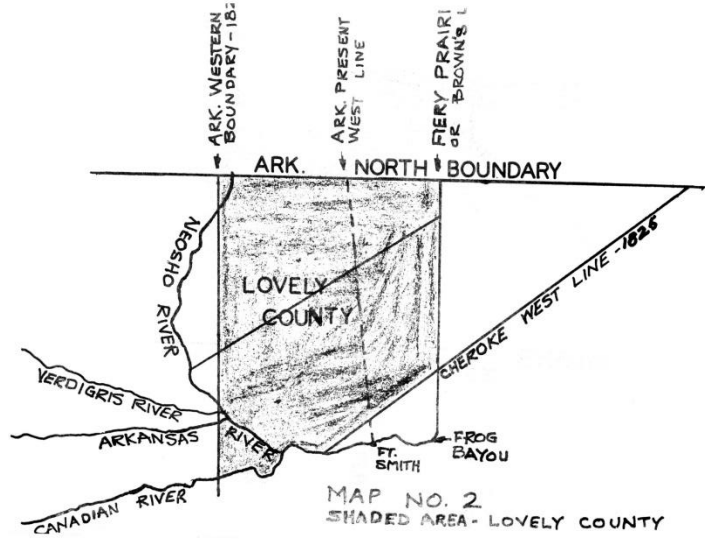 ARK. WESTERN
BOUNDARY-182
ARK. PRESENT
WEST LINE
FIERY PRAIRI
OR BROWN'S L
ARK. NORTH BOUNDARY
NEOSHO
RIVER
LOVELY
COUNTY
CHEROKE WEST LINE-1825
VERDIGRIS RIVER
ARKANSAS RIVER
CANADIAN RIVER
FT.
SMITH
FROG
BAYOU
MAP NO. 2
SHADED AREA - LOVELY COUNTY